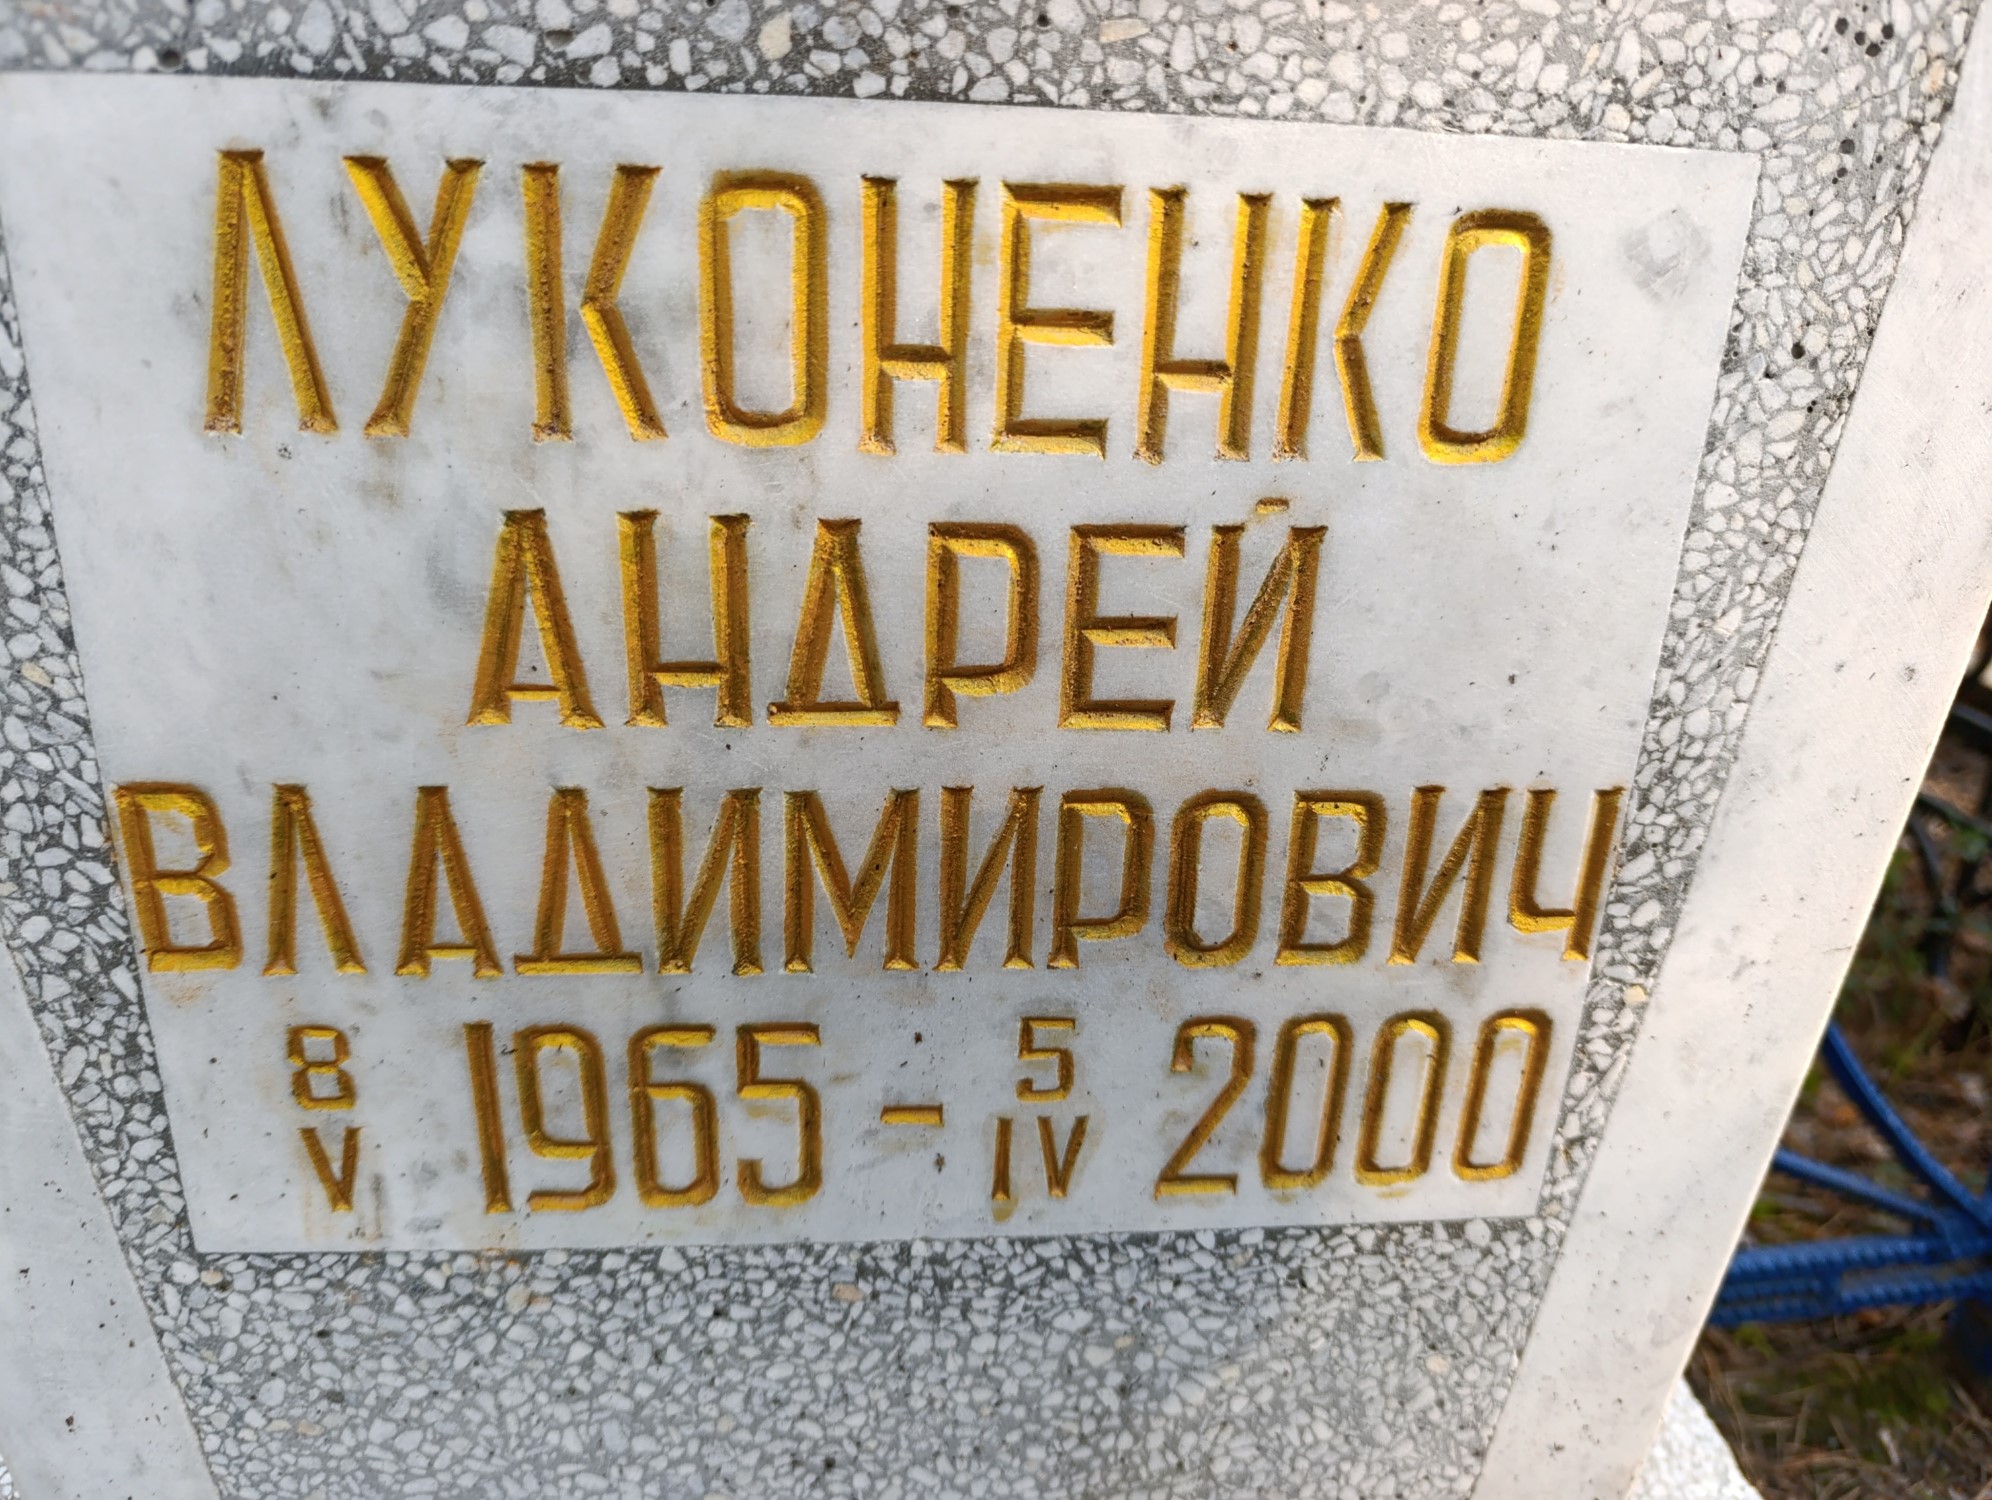 ЛУКОНЕНКО
АНДРЕЙ
ВЛАДИМИРОВИЧ
8 V 1965 - 5 IV 2000